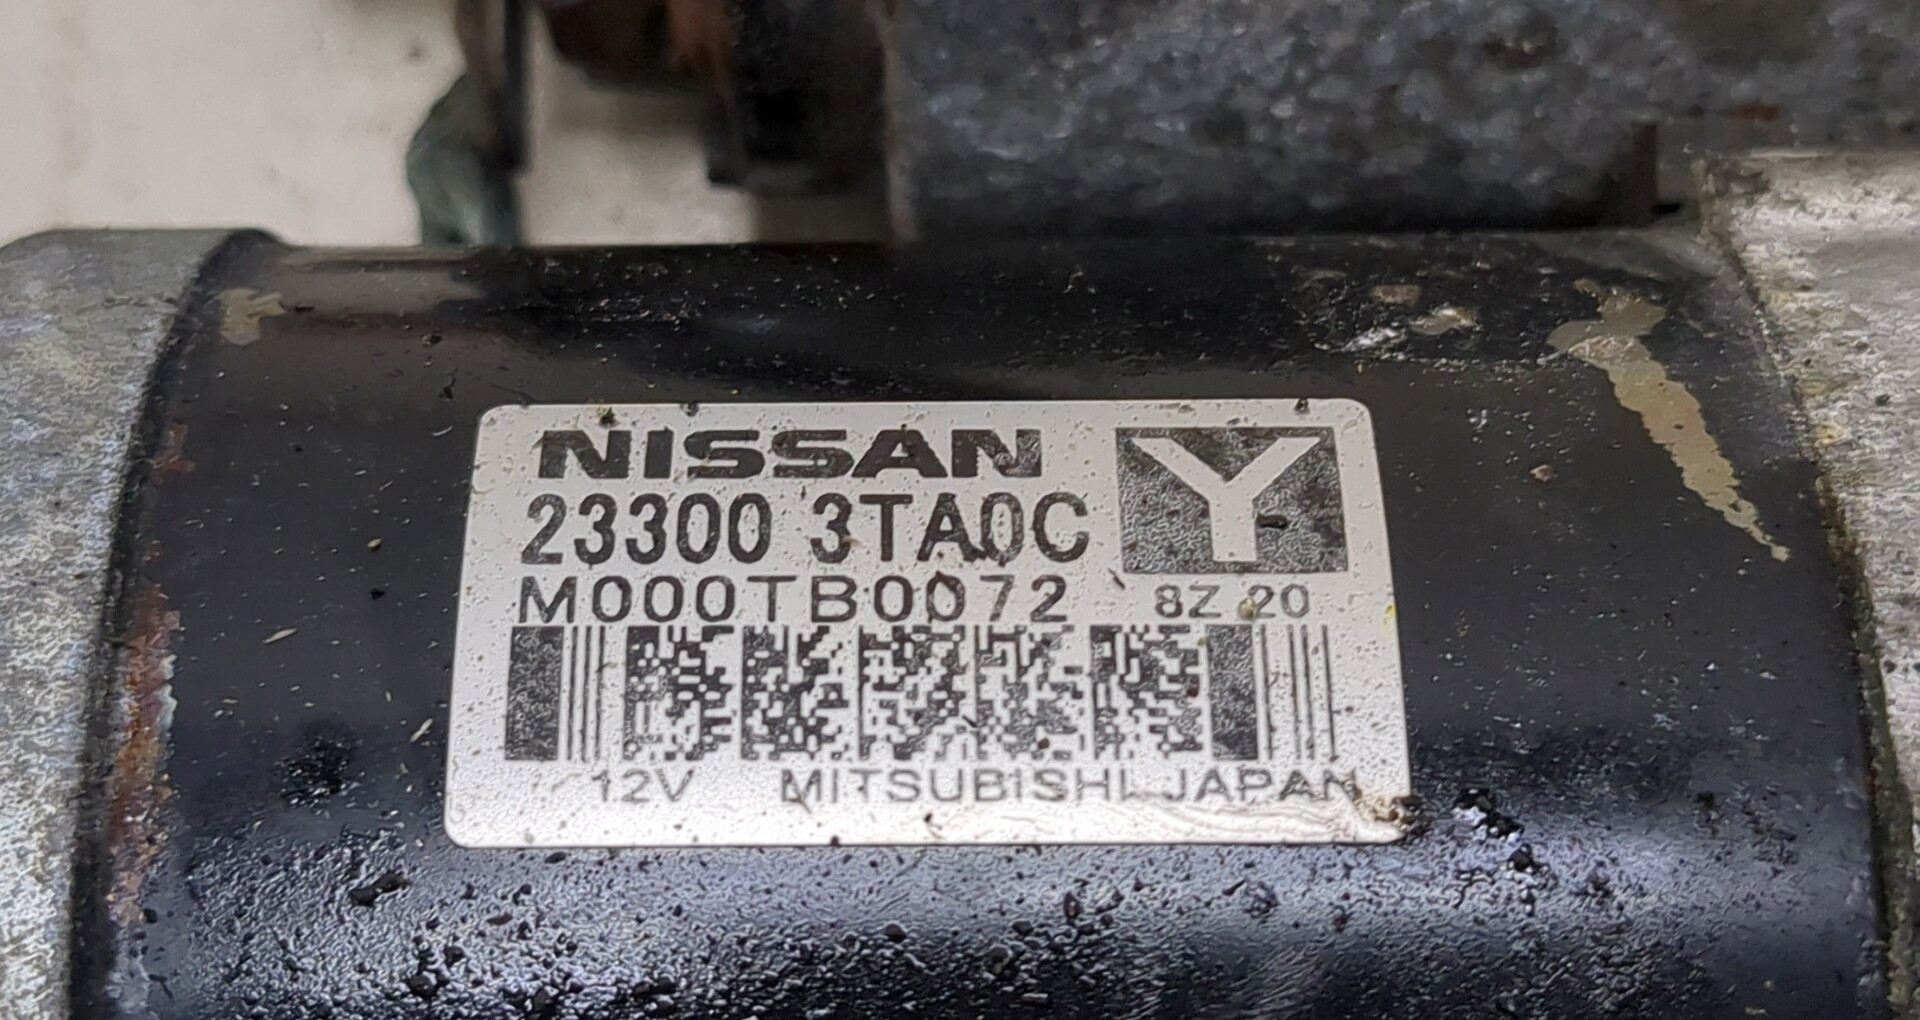 NISSAN
Y
23300 3TA0C
M000TB0072 8Z 20
12V MITSUBISHI JAPAN